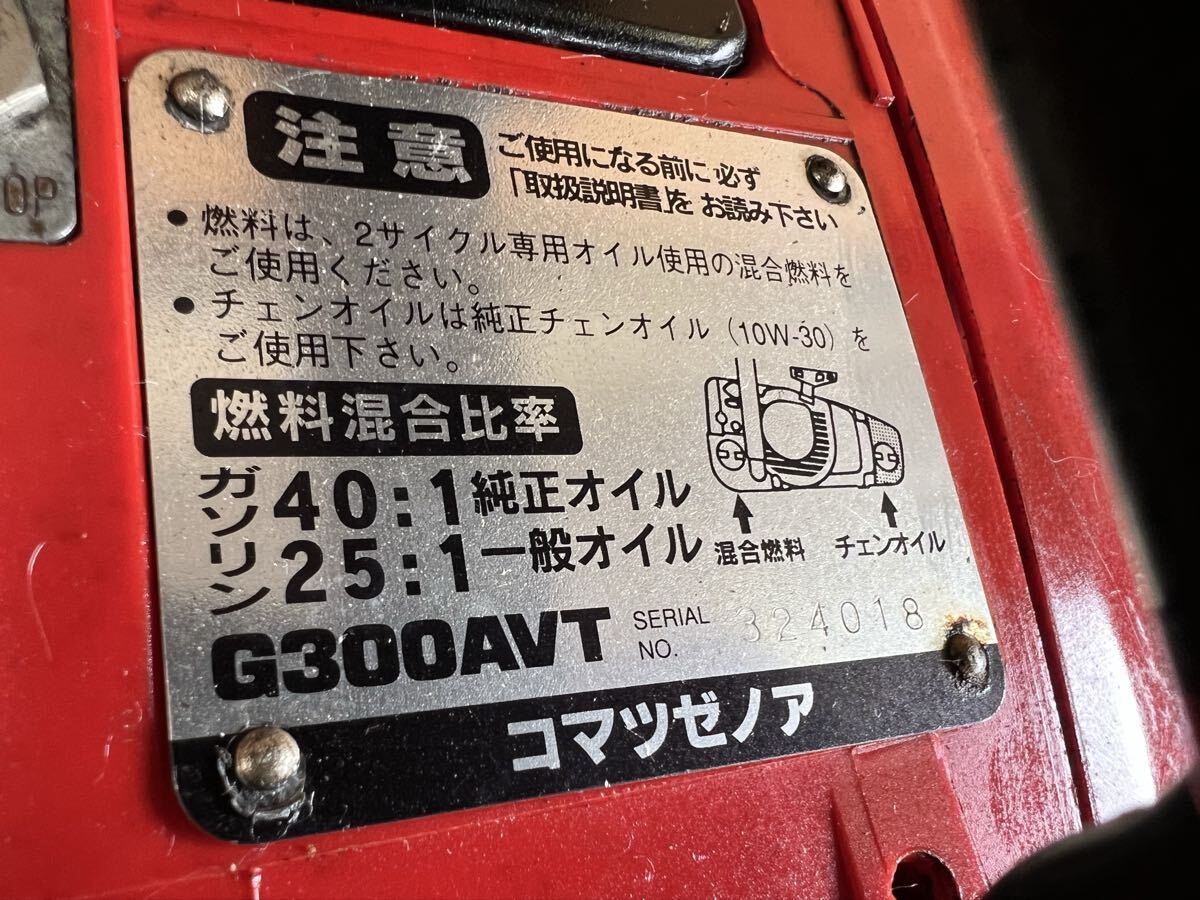 OP
注意
ご使用になる前に必ず
「取扱説明書」を お読み下さい
• 燃料は、2サイクル専用オイル使用の混合燃料を
ご使用ください。
• チェンオイルは純正チェンオイル (10W-30) を
ご使用下さい。
燃料混合比率
ガソリン
40:1 純正オイル
25:1 一般オイル
混合燃料
チェンオイル
G300AVT
SERIAL NO.
324018
コマツゼノア